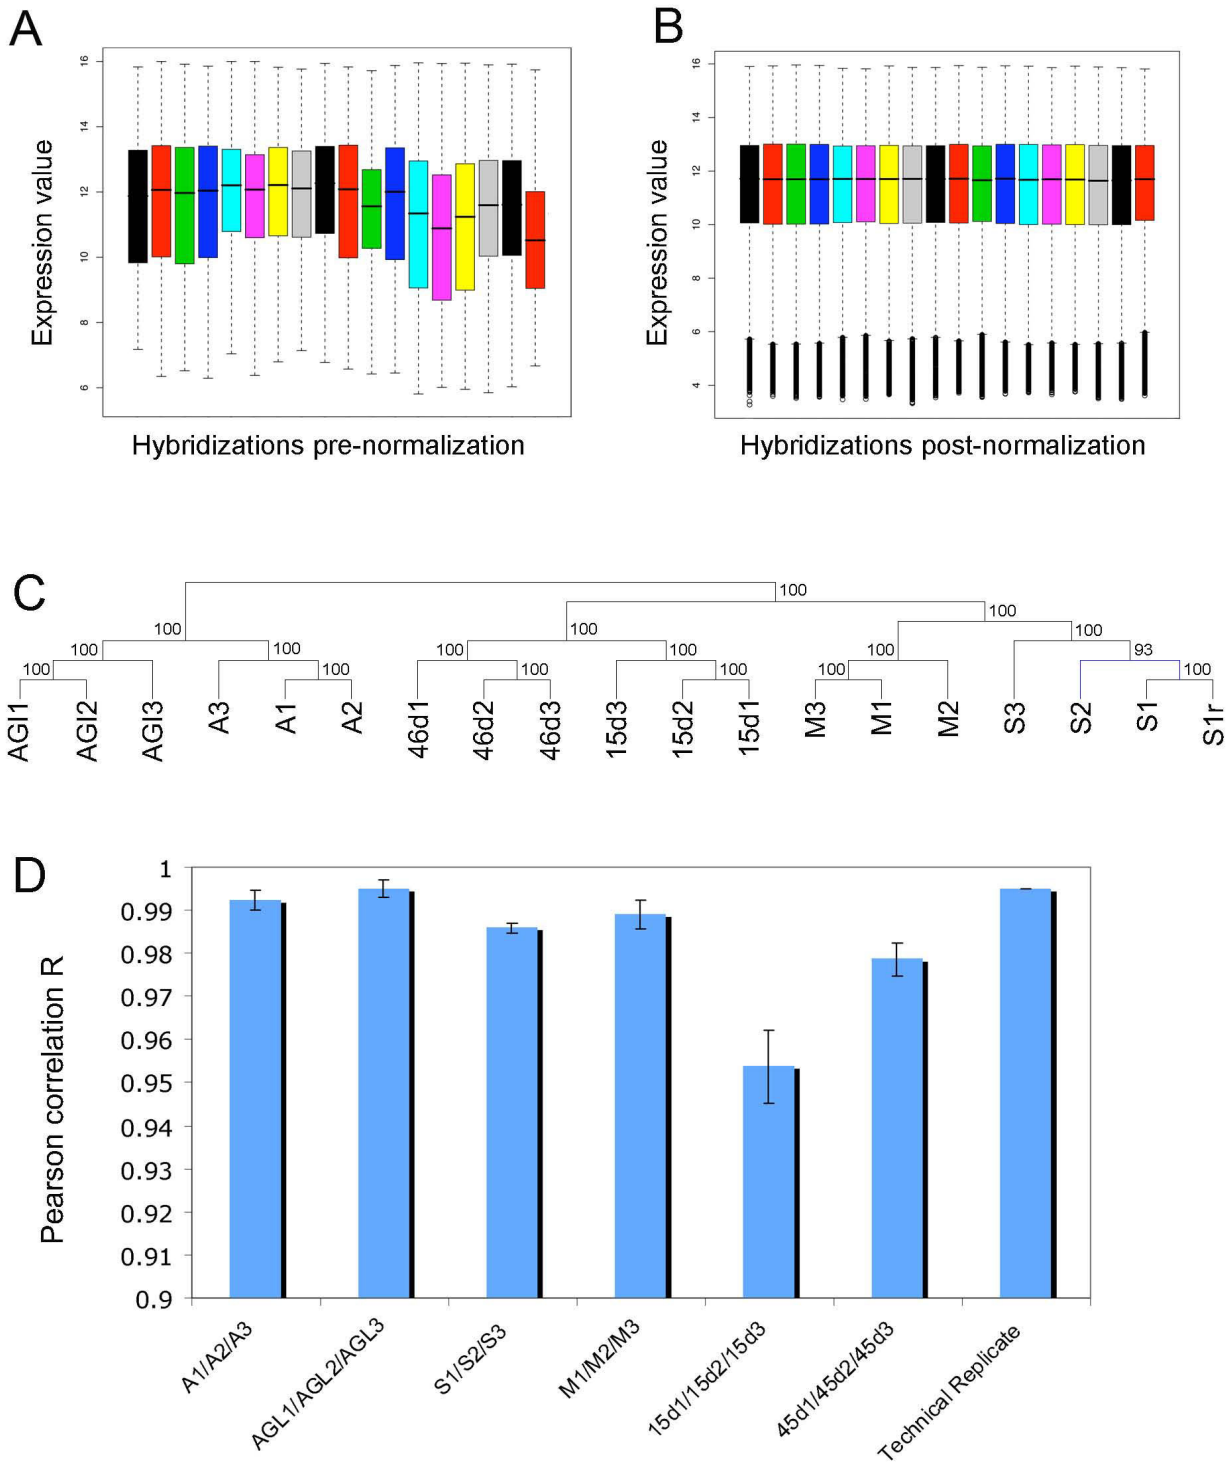 A
B
Expression value
16
14
12
10
8
6
Hybridizations pre-normalization
Expression value
16
14
12
10
8
6
4
Hybridizations post-normalization
C
100
100
100
100
100
100
100
93
100 100 100 100 100 100
100 100 100 100 100 100
AGI1 AGI2 AGI3 A3 A1 A2 46d1 46d2 46d3 15d3 15d2 15d1 M3 M1 M2 S3 S2 S1 S1r
D
Pearson correlation R
1
0.99
0.98
0.97
0.96
0.95
0.94
0.93
0.92
0.91
0.9
A1/A2/A3
AGL1/AGL2/AGL3
S1/S2/S3
M1/M2/M3
15d1/15d2/15d3
45d1/45d2/45d3
Technical Replicate